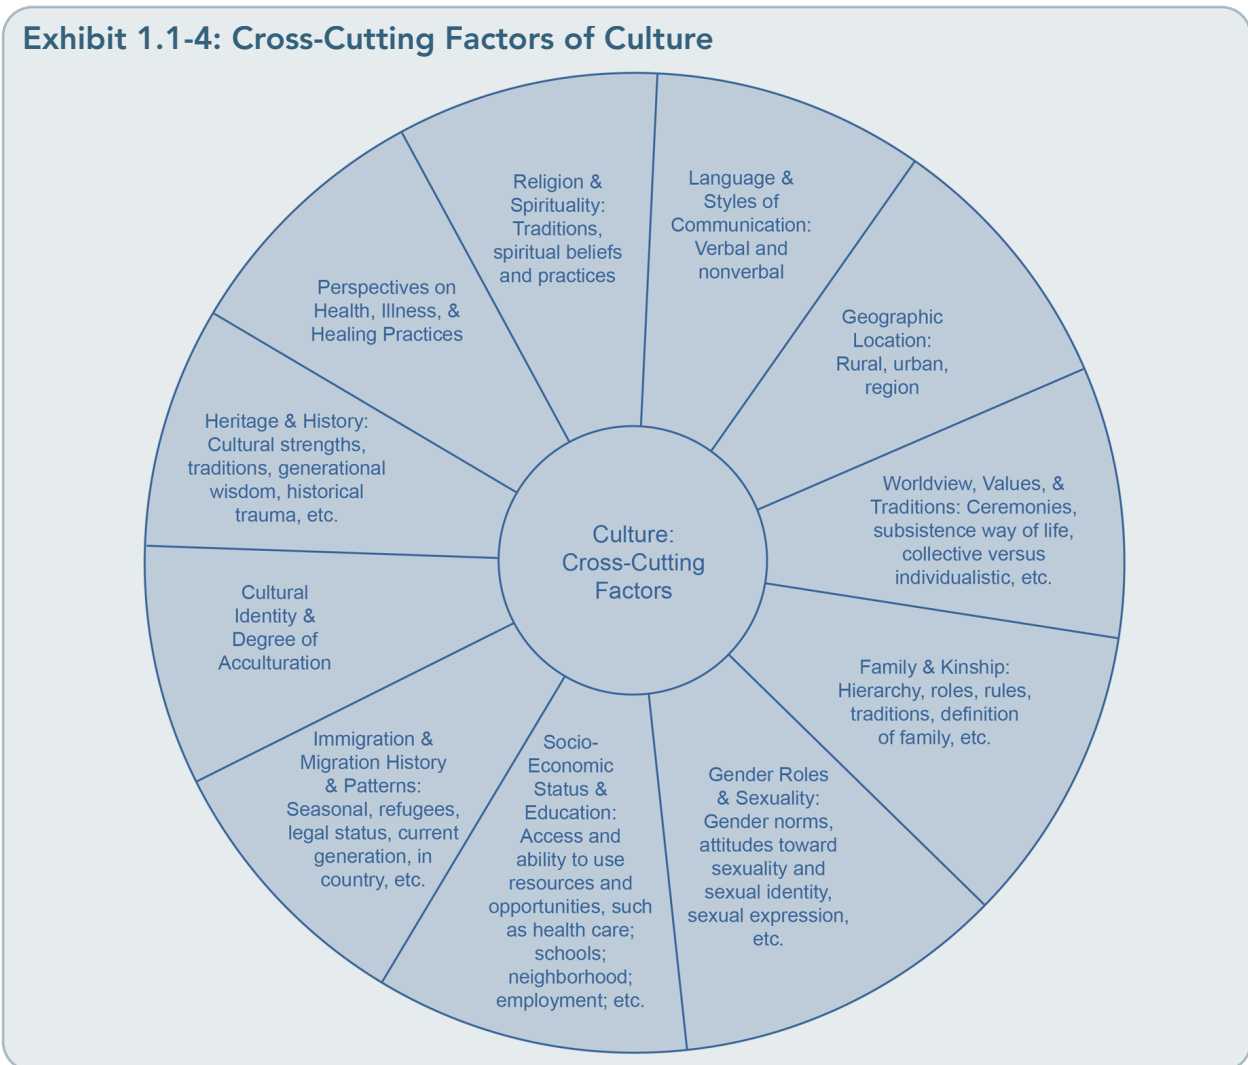 Exhibit 1.1-4: Cross-Cutting Factors of Culture
Religion &
Spirituality:
Traditions,
spiritual beliefs
and practices
Language &
Styles of
Communication:
Verbal and
nonverbal
Geographic
Location:
Rural, urban,
region
Worldview, Values, &
Traditions: Ceremonies,
subsistence way of life,
collective versus
individualistic, etc.
Family & Kinship:
Hierarchy, roles, rules,
traditions, definition
of family, etc.
Gender Roles
& Sexuality:
Gender norms,
attitudes toward
sexuality and
sexual identity,
sexual expression,
etc.
Socio-
Economic
Status &
Education:
Access and
ability to use
resources and
opportunities, such
as health care;
schools;
neighborhood;
employment; etc.
Immigration &
Migration History
& Patterns:
Seasonal, refugees,
legal status, current
generation, in
country, etc.
Cultural
Identity &
Degree of
Acculturation
Heritage & History:
Cultural strengths,
traditions, generational
wisdom, historical
trauma, etc.
Perspectives on
Health, Illness, &
Healing Practices
Culture:
Cross-Cutting
Factors